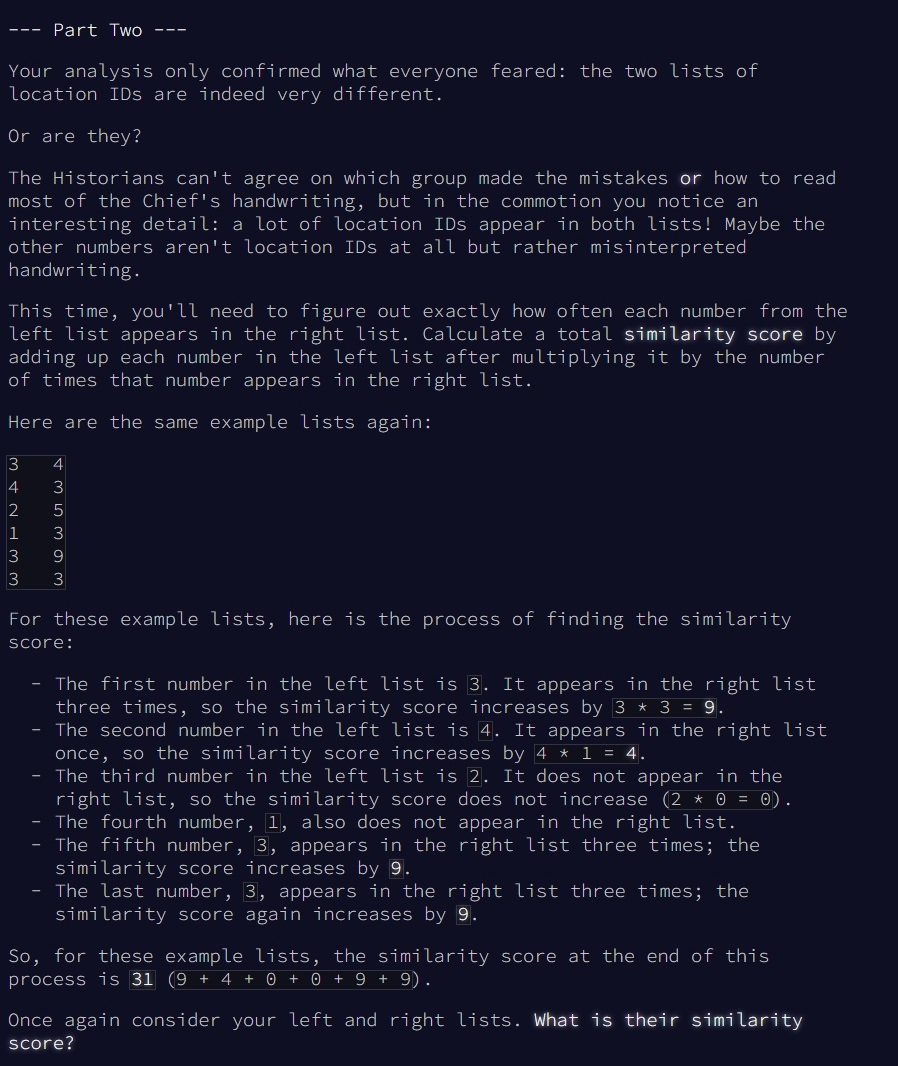 --- Part Two ---
Your analysis only confirmed what everyone feared: the two lists of
location IDs are indeed very different.
Or are they?
The Historians can't agree on which group made the mistakes or how to read
most of the Chief's handwriting, but in the commotion you notice an
interesting detail: a lot of location IDs appear in both lists! Maybe the
other numbers aren't location IDs at all but rather misinterpreted
handwriting.
This time, you'll need to figure out exactly how often each number from the
left list appears in the right list. Calculate a total similarity score by
adding up each number in the left list after multiplying it by the number
of times that number appears in the right list.
Here are the same example lists again:
3   4
4   3
2   5
1   3
3   9
3   3
For these example lists, here is the process of finding the similarity
score:
- The first number in the left list is 3. It appears in the right list
three times, so the similarity score increases by 3 * 3 = 9.
- The second number in the left list is 4. It appears in the right list
once, so the similarity score increases by 4 * 1 = 4.
- The third number in the left list is 2. It does not appear in the
right list, so the similarity score does not increase (2 * 0 = 0).
- The fourth number, 1, also does not appear in the right list.
- The fifth number, 3, appears in the right list three times; the
similarity score increases by 9.
- The last number, 3, appears in the right list three times; the
similarity score again increases by 9.
So, for these example lists, the similarity score at the end of this
process is 31 (9 + 4 + 0 + 0 + 9 + 9).
Once again consider your left and right lists. What is their similarity
score?